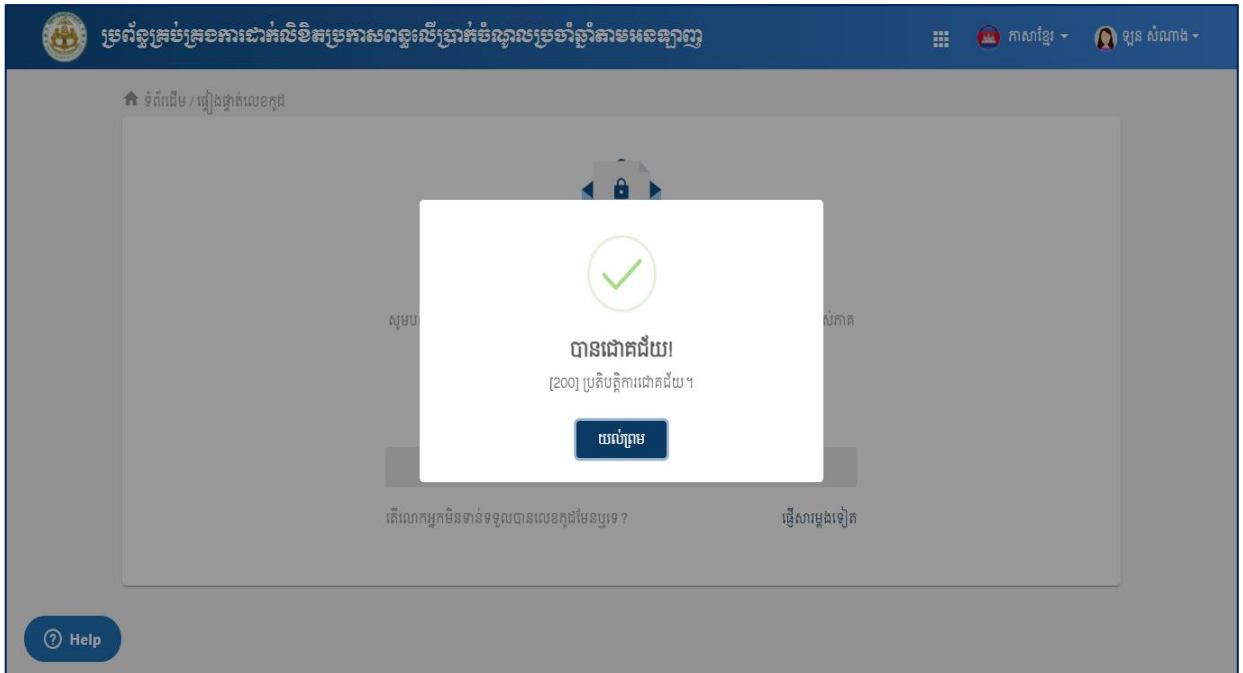 ប្រព័ន្ធគ្រប់គ្រងការដាក់លិខិតប្រកាសពន្ធលើប្រាក់ចំណូលប្រចាំឆ្នាំតាមអនឡាញ
ភាសាខ្មែរ
ឡុន សំណាង
ទំព័រដើម / ផ្ទៀងផ្ទាត់លេខកូដ
បានជោគជ័យ!
[200] ប្រតិបត្តិការជោគជ័យ។
យល់ព្រម
តើលោកអ្នកមិនទាន់ទទួលបានលេខកូដមែនឬទេ? ផ្ញើសារម្តងទៀត
Help